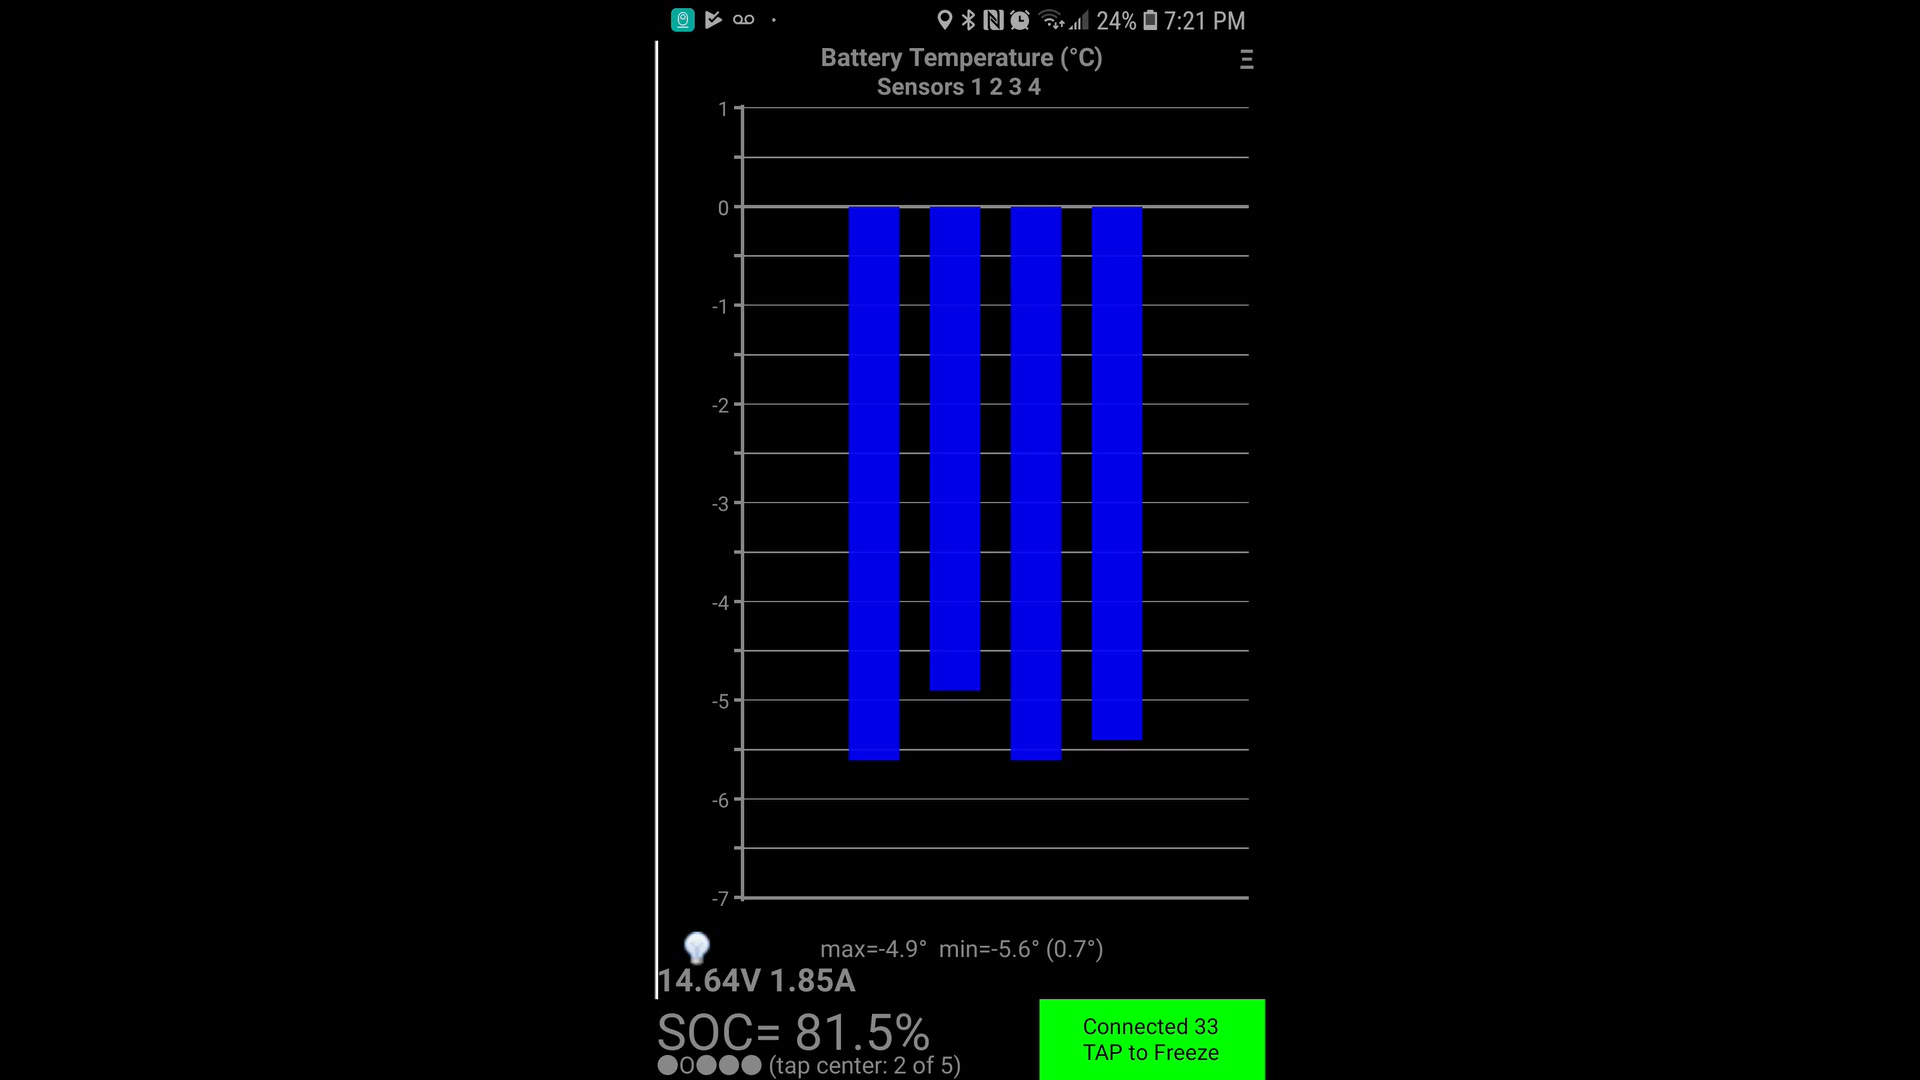 24% 7:21 PM
Battery Temperature (°C)
Sensors 1 2 3 4
1
0
-1
-2
-3
-4
-5
-6
-7
max=-4.9° min=-5.6° (0.7°)
14.64V 1.85A
SOC= 81.5%
Connected 33
TAP to Freeze
●O●●● (tap center: 2 of 5)